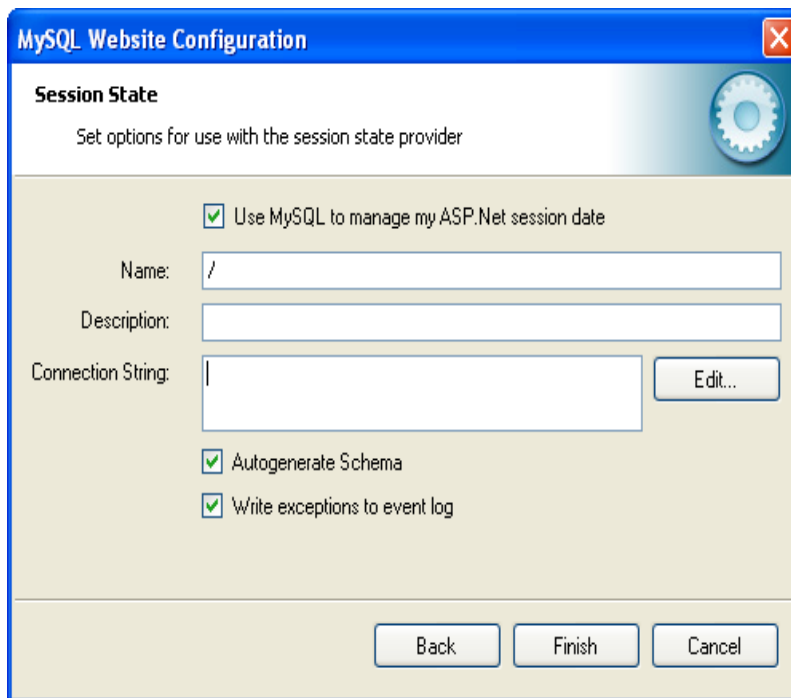 MySQL Website Configuration
Session State
Set options for use with the session state provider
Use MySQL to manage my ASP.Net session date
Name: /
Description:
Connection String: Edit...
Autogenerate Schema
Write exceptions to event log
Back Finish Cancel